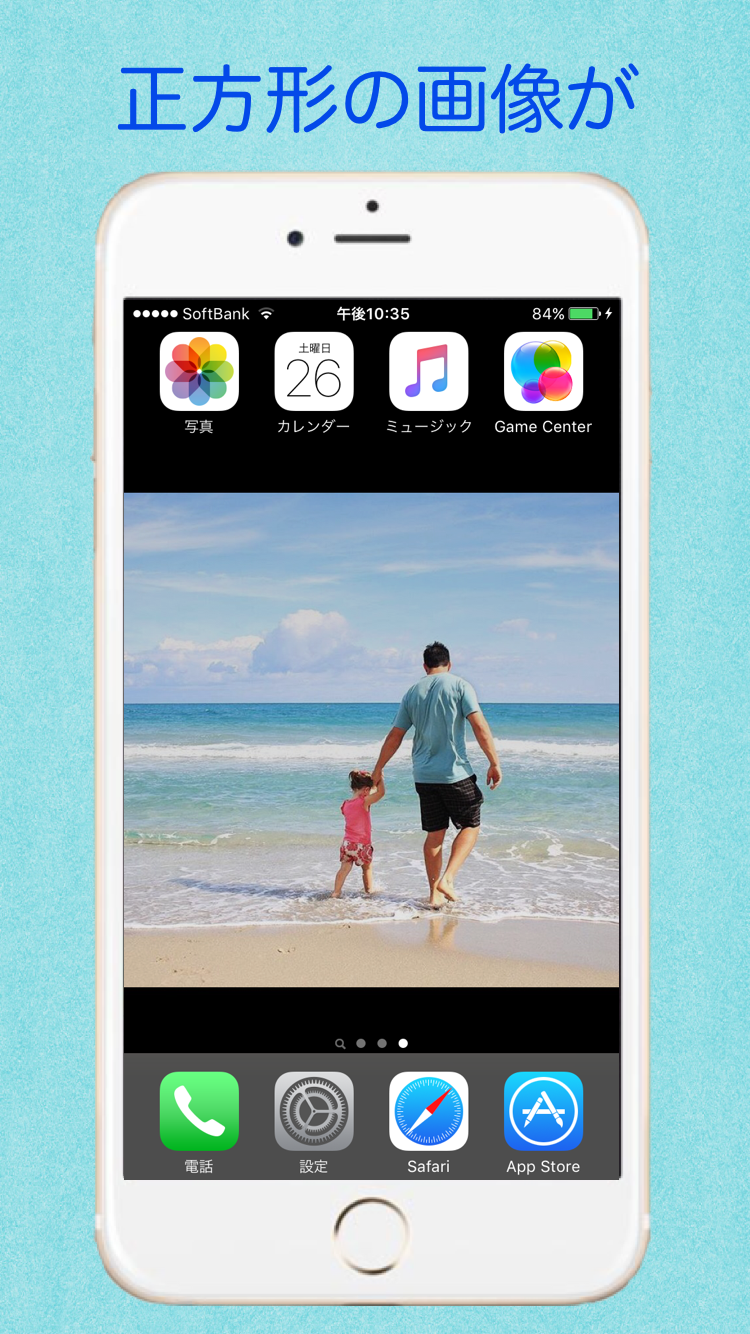 正方形の画像が
SoftBank 午後10:35 84%
土曜日
26
写真 カレンダー ミュージック Game Center
電話 設定 Safari App Store